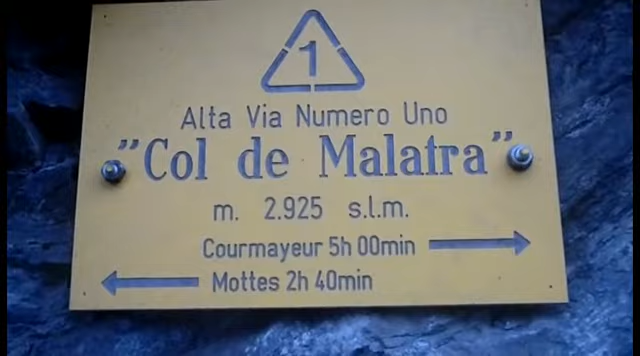 1
Alta Via Numero Uno
"Col de Malatra"
m. 2.925 s.l.m.
Courmayeur 5h 00min
Mottes 2h 40min